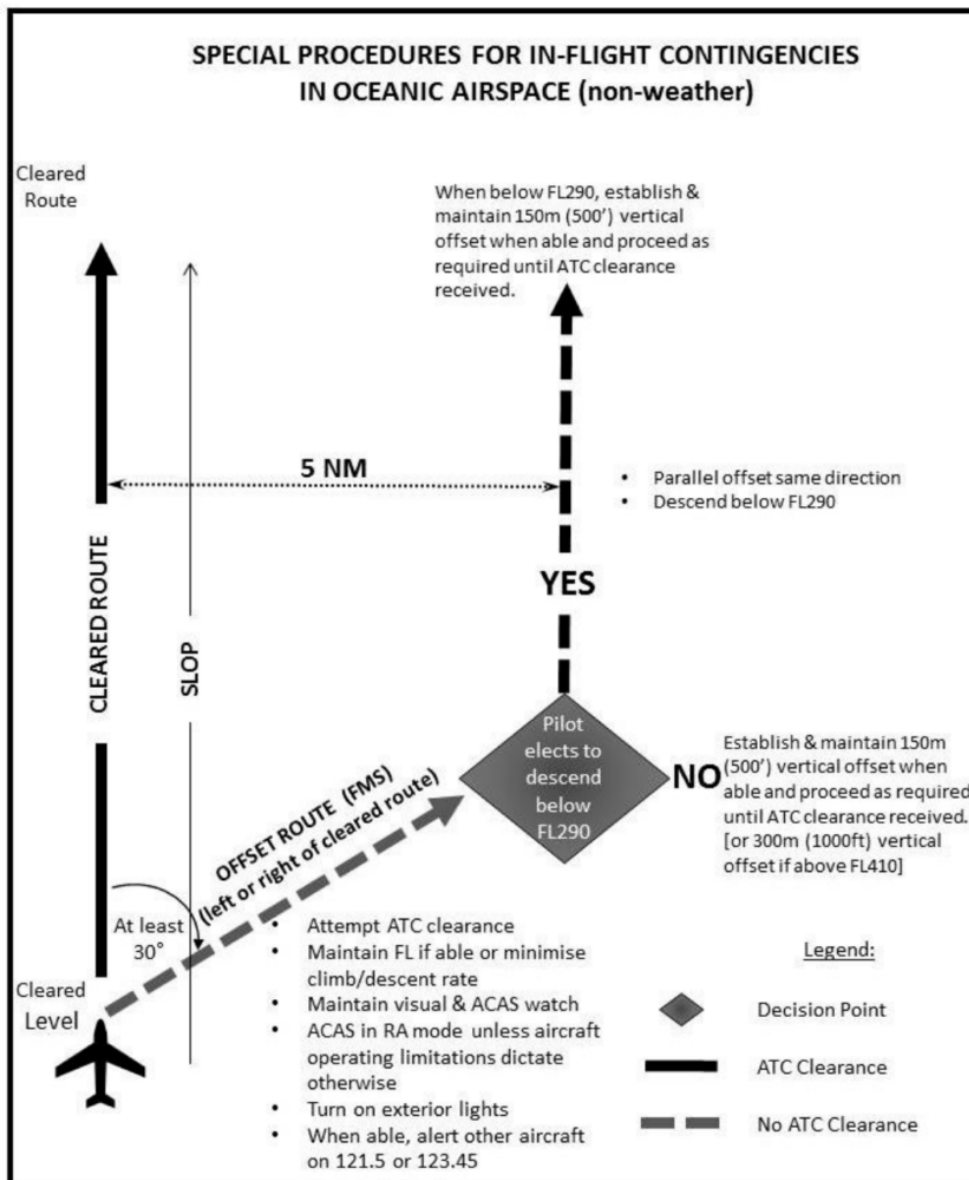 SPECIAL PROCEDURES FOR IN-FLIGHT CONTINGENCIES
IN OCEANIC AIRSPACE (non-weather)
Cleared
Route
When below FL290, establish &
maintain 150m (500') vertical
offset when able and proceed as
required until ATC clearance
received.
5 NM
• Parallel offset same direction
• Descend below FL290
CLEARED ROUTE
SLOP
YES
Pilot
elects to
descend
below
FL290
NO
Establish & maintain 150m
(500') vertical offset when
able and proceed as required
until ATC clearance received.
[or 300m (1000ft) vertical
offset if above FL410]
OFFSET ROUTE (FMS)
(left or right of cleared route)
At least
30°
• Attempt ATC clearance
• Maintain FL if able or minimise
climb/descent rate
• Maintain visual & ACAS watch
• ACAS in RA mode unless aircraft
operating limitations dictate
otherwise
• Turn on exterior lights
• When able, alert other aircraft
on 121.5 or 123.45
Cleared
Level
Legend:
Decision Point
ATC Clearance
No ATC Clearance